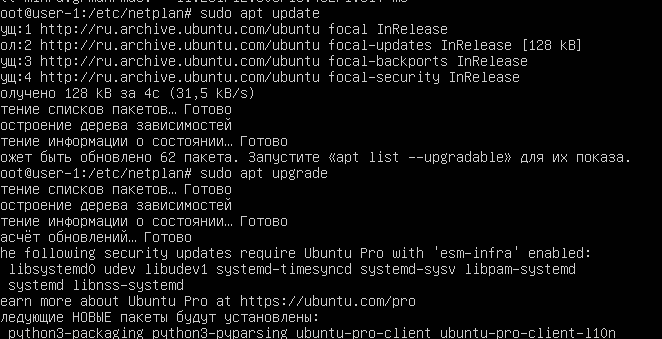 oot@user-1:/etc/netplan# sudo apt update
ущ:1 http://ru.archive.ubuntu.com/ubuntu focal InRelease
ол:2 http://ru.archive.ubuntu.com/ubuntu focal-updates InRelease [128 kB]
ущ:3 http://ru.archive.ubuntu.com/ubuntu focal-backports InRelease
ущ:4 http://ru.archive.ubuntu.com/ubuntu focal-security InRelease
олучено 128 kB за 4с (31,5 kB/s)
тение списков пакетов… Готово
остроение дерева зависимостей
тение информации о состоянии… Готово
ожет быть обновлено 62 пакета. Запустите «apt list --upgradable» для их показа.
oot@user-1:/etc/netplan# sudo apt upgrade
тение списков пакетов… Готово
остроение дерева зависимостей
тение информации о состоянии… Готово
асчёт обновлений… Готово
he following security updates require Ubuntu Pro with 'esm-infra' enabled:
libsystemd0 udev libudev1 systemd-timesyncd systemd-sysv libpam-systemd
systemd libnss-systemd
earn more about Ubuntu Pro at https://ubuntu.com/pro
ледующие НОВЫЕ пакеты будут установлены:
python3-packaging python3-pyparsing ubuntu-pro-client ubuntu-pro-client-l10n